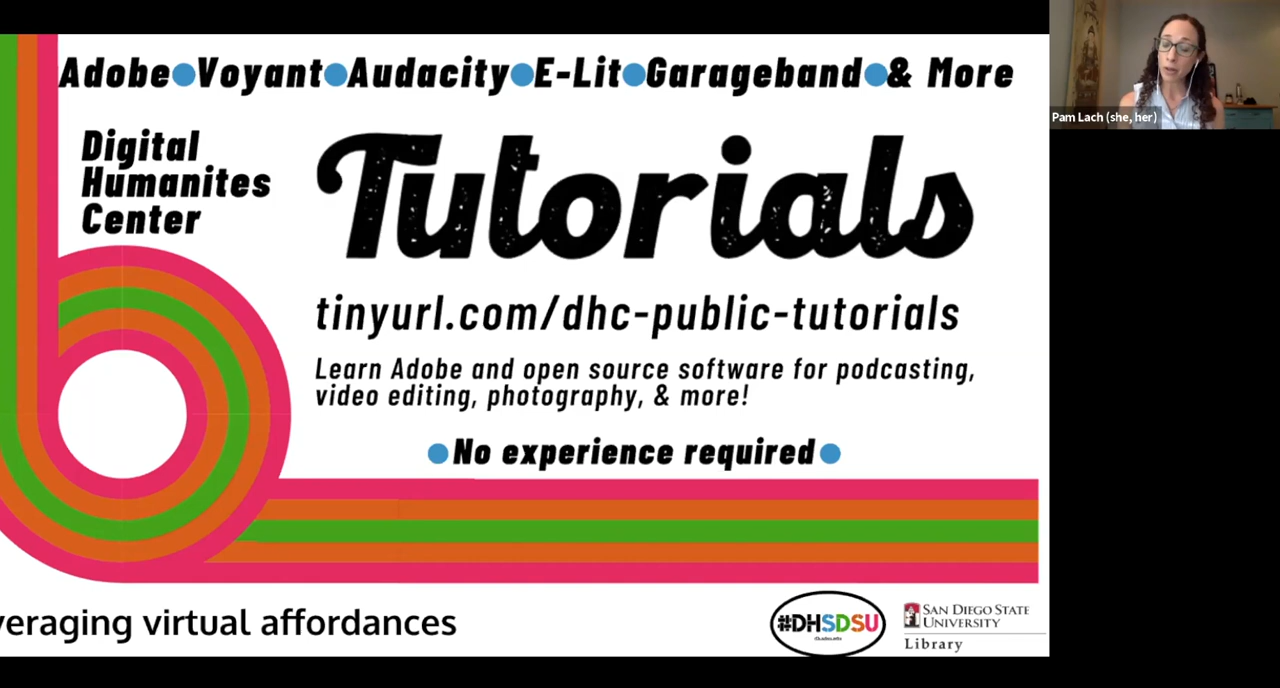 Adobe•Voyant•Audacity•E-Lit•Garageband•& More
Digital
Humanites
Center
Tutorials
tinyurl.com/dhc-public-tutorials
Learn Adobe and open source software for podcasting,
video editing, photography, & more!
•No experience required•
veraging virtual affordances
#DHSDSU
SAN DIEGO STATE
UNIVERSITY
Library
Pam Lach (she, her)